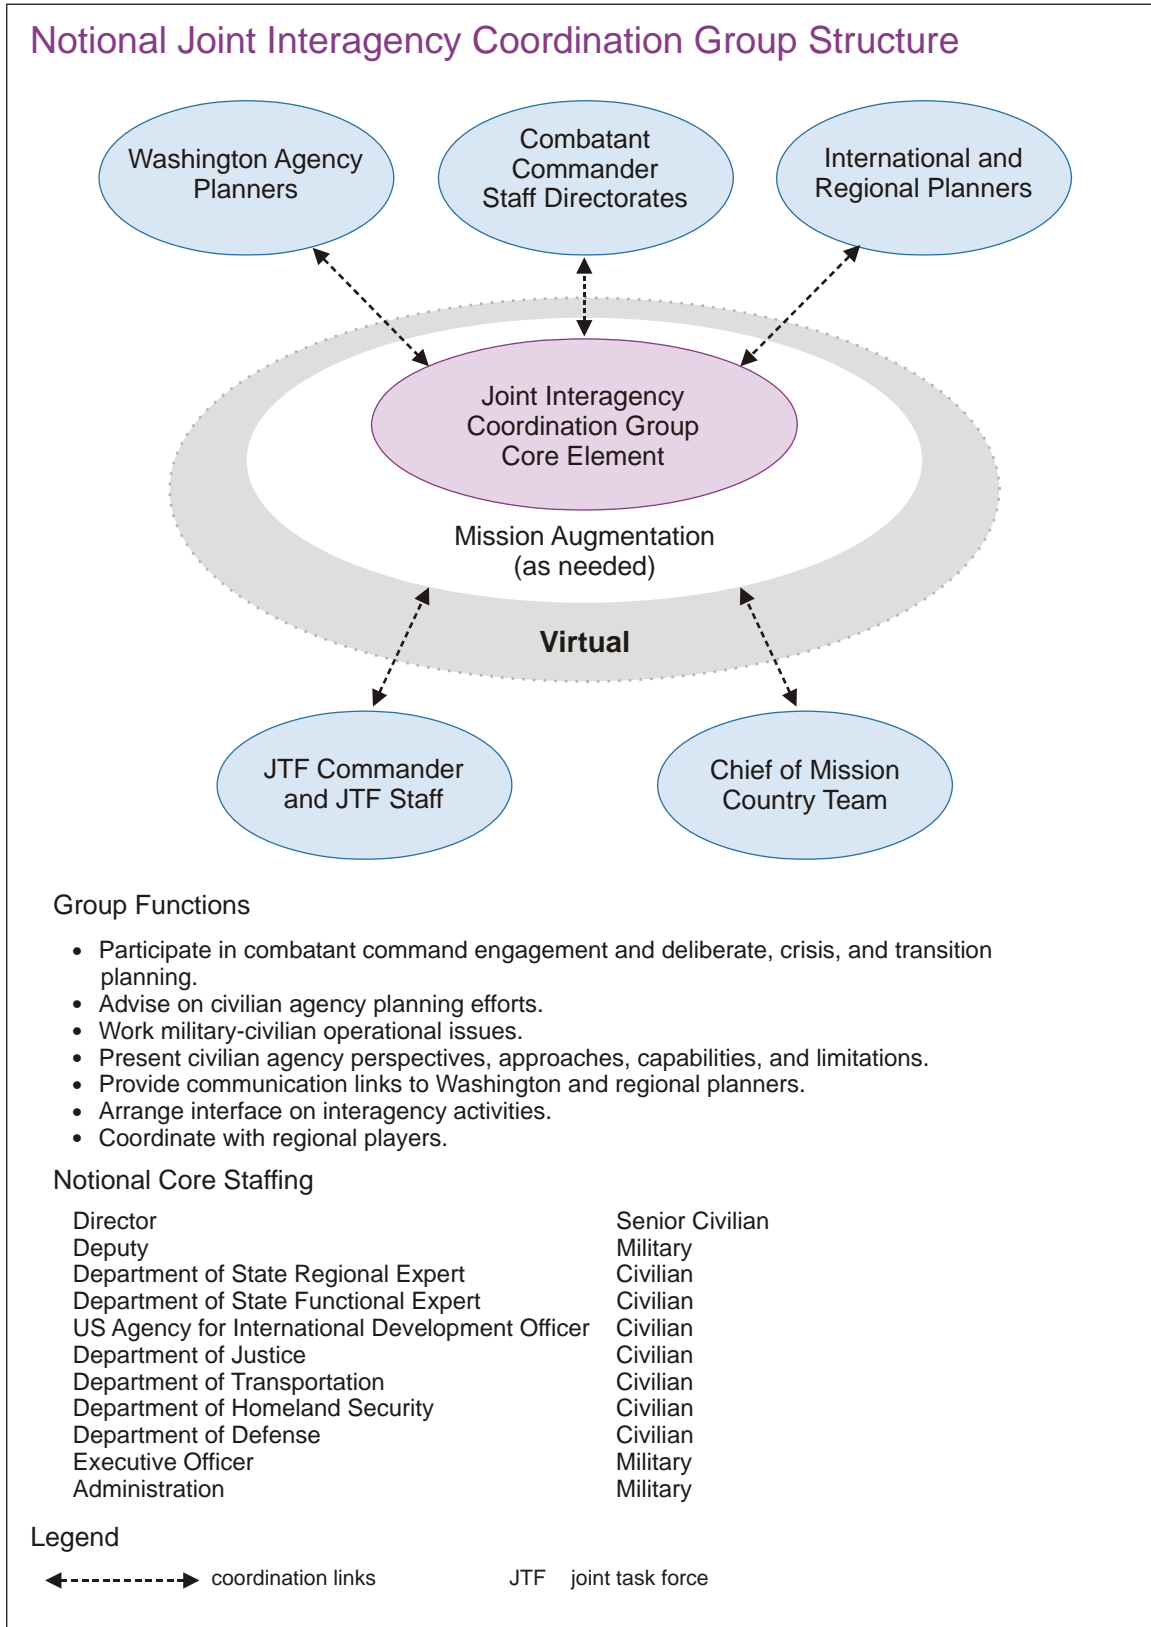 Notional Joint Interagency Coordination Group Structure
Washington Agency
Planners
Combatant
Commander
Staff Directorates
International and
Regional Planners
Joint Interagency
Coordination Group
Core Element
Mission Augmentation
(as needed)
Virtual
JTF Commander
and JTF Staff
Chief of Mission
Country Team
Group Functions
• Participate in combatant command engagement and deliberate, crisis, and transition
planning.
• Advise on civilian agency planning efforts.
• Work military-civilian operational issues.
• Present civilian agency perspectives, approaches, capabilities, and limitations.
• Provide communication links to Washington and regional planners.
• Arrange interface on interagency activities.
• Coordinate with regional players.
Notional Core Staffing
Director Senior Civilian
Deputy Military
Department of State Regional Expert Civilian
Department of State Functional Expert Civilian
US Agency for International Development Officer Civilian
Department of Justice Civilian
Department of Transportation Civilian
Department of Homeland Security Civilian
Department of Defense Civilian
Executive Officer Military
Administration Military
Legend
coordination links JTF joint task force